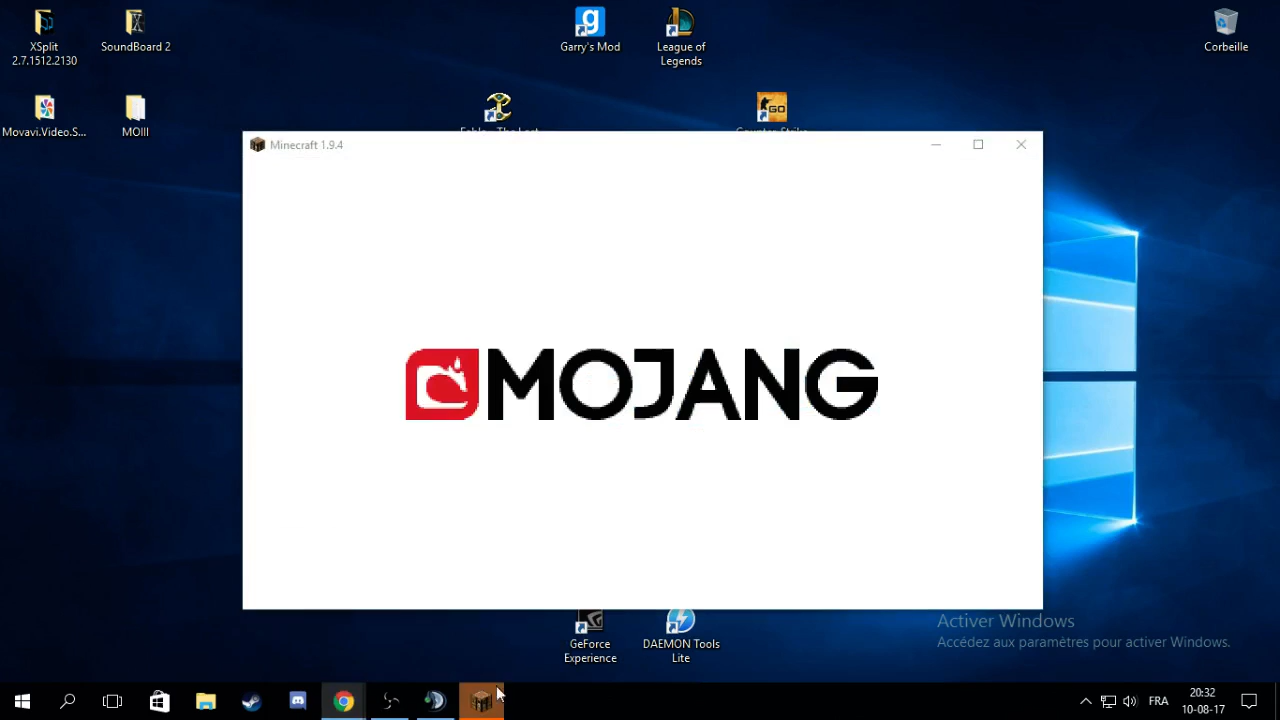 XSplit
2.7.1512.2130
SoundBoard 2
Garry's Mod
League of
Legends
Corbeille
Movavi.Video.S...
MOIII
GO
Minecraft 1.9.4
MOJANG
GeForce
Experience
DAEMON Tools
Lite
Activer Windows
Accédez aux paramètres pour activer Windows.
FRA
20:32
10-08-17